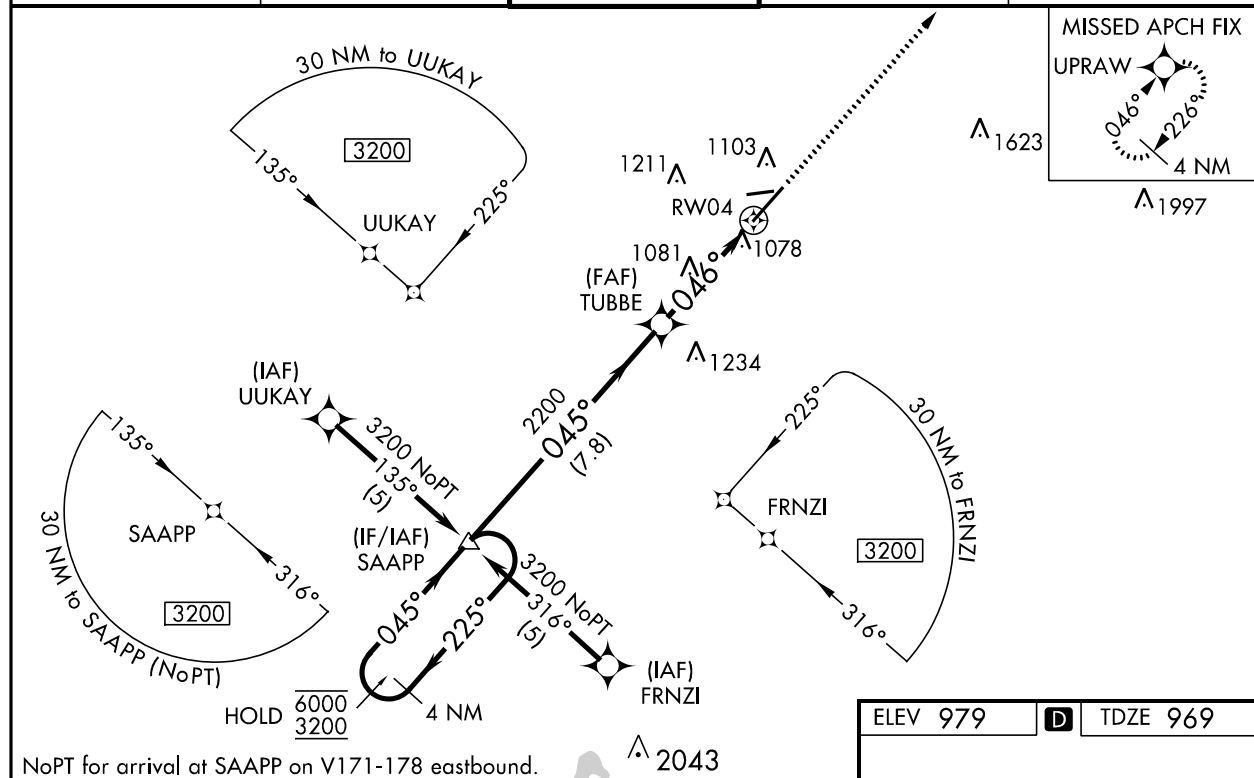 MISSED APCH FIX
UPRAW
046°
226°
4 NM
30 NM to UUKAY
3200
135°
225°
UUKAY
1623
1211
1103
1997
RW04
1078
1081
046°
(FAF)
TUBBE
1234
(IAF)
UUKAY
3200 NoPT
135°
(5)
2200
045°
(7.8)
135°
SAAPP
316°
3200
30 NM to SAAPP (NoPT)
(IF/IAF)
SAAPP
3200 NoPT
316°
(5)
045°
225°
(IAF)
FRNZI
225°
30 NM to FRNZI
FRNZI
3200
316°
HOLD
6000
3200
4 NM
ELEV 979
D
TDZE 969
2043
NoPT for arrival at SAAPP on V171-178 eastbound.